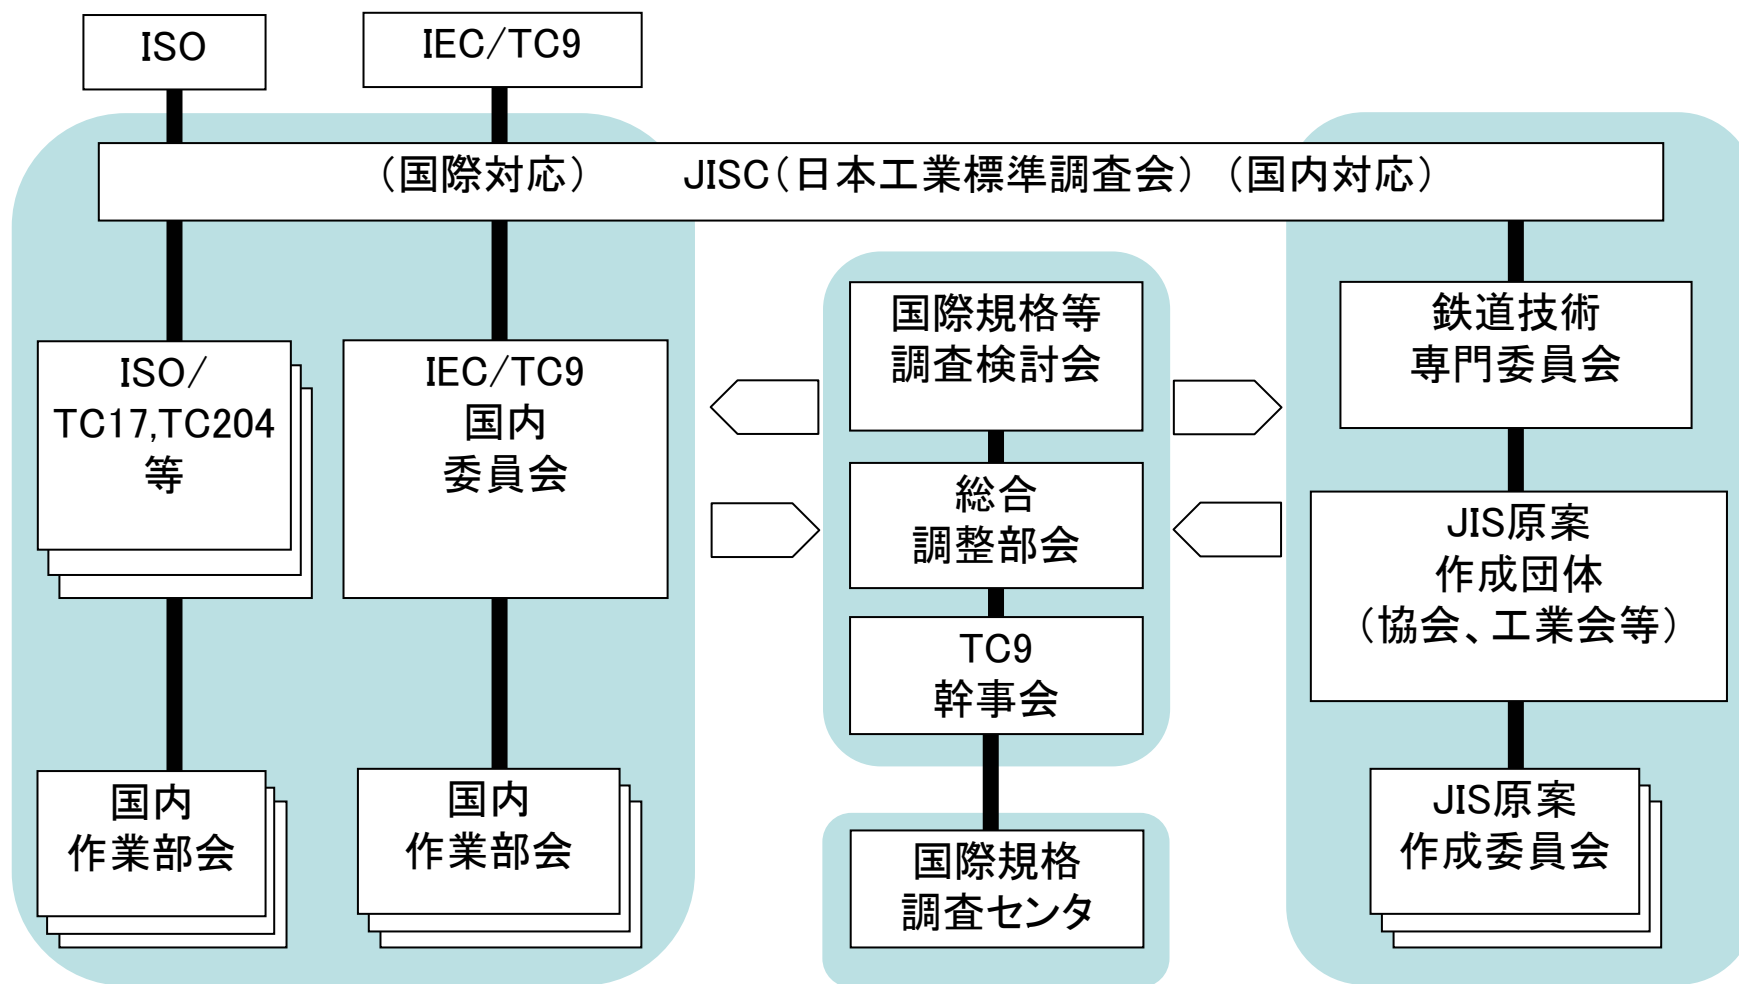 ISO
IEC/TC9
（国際対応）　　JISC（日本工業標準調査会）（国内対応）
ISO/
TC17,TC204
等
IEC/TC9
国内
委員会
国内
作業部会
国内
作業部会
国際規格等
調査検討会
総合
調整部会
TC9
幹事会
国際規格
調査センタ
鉄道技術
専門委員会
JIS原案
作成団体
（協会、工業会等）
JIS原案
作成委員会